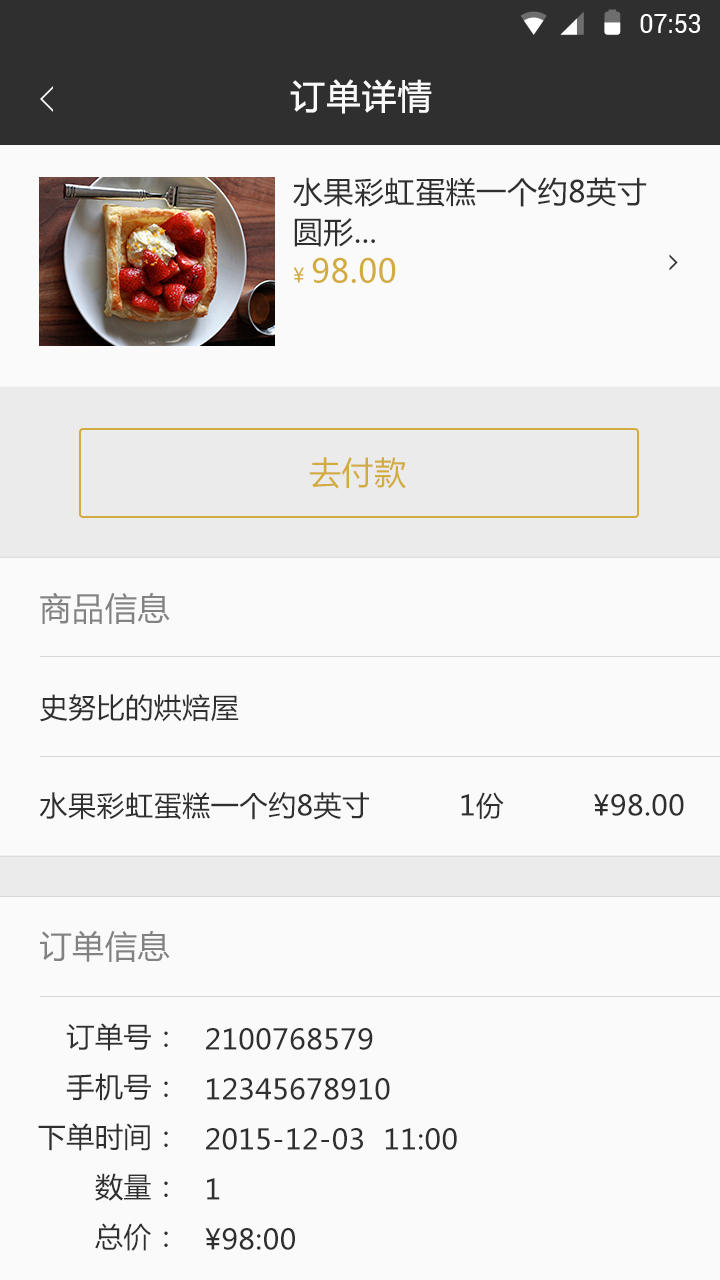 07:53
订单详情
水果彩虹蛋糕一个约8英寸
圆形...
¥ 98.00
去付款
商品信息
史努比的烘焙屋
水果彩虹蛋糕一个约8英寸 1份 ¥98.00
订单信息
订单号： 2100768579
手机号： 12345678910
下单时间： 2015-12-03 11:00
数量： 1
总价： ¥98:00